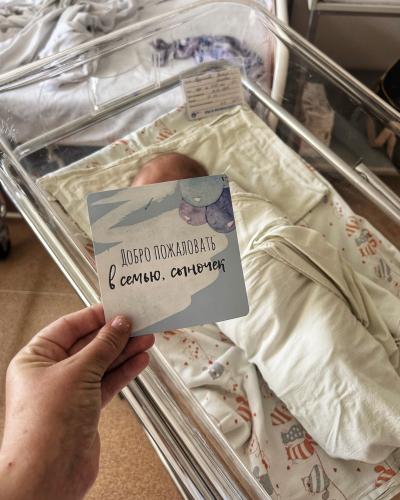 Добро пожаловать
в семью, сыночек